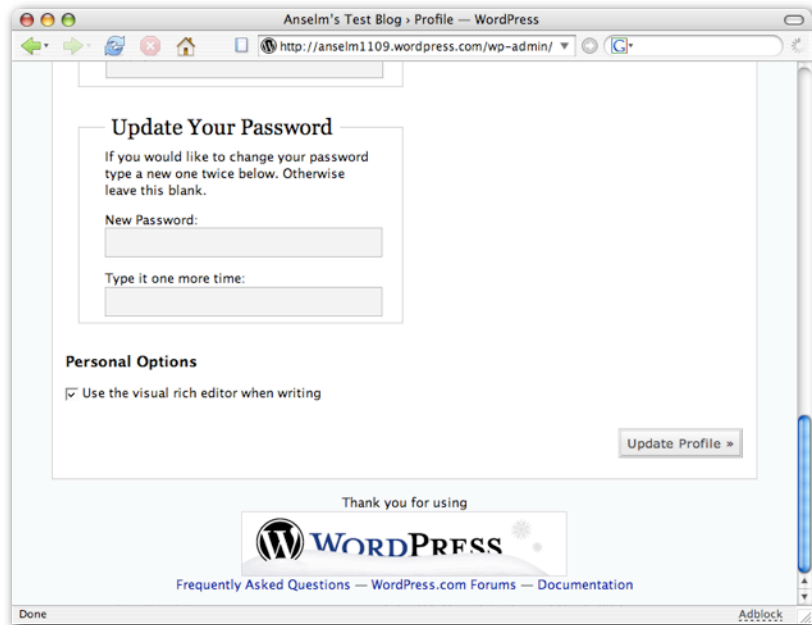 Anselm's Test Blog › Profile — WordPress
http://anselm1109.wordpress.com/wp-admin/
G
Update Your Password
If you would like to change your password
type a new one twice below. Otherwise
leave this blank.
New Password:
Type it one more time:
Personal Options
Use the visual rich editor when writing
Update Profile »
Thank you for using
W WORDPRESS
Frequently Asked Questions — WordPress.com Forums — Documentation
Done
Adblock